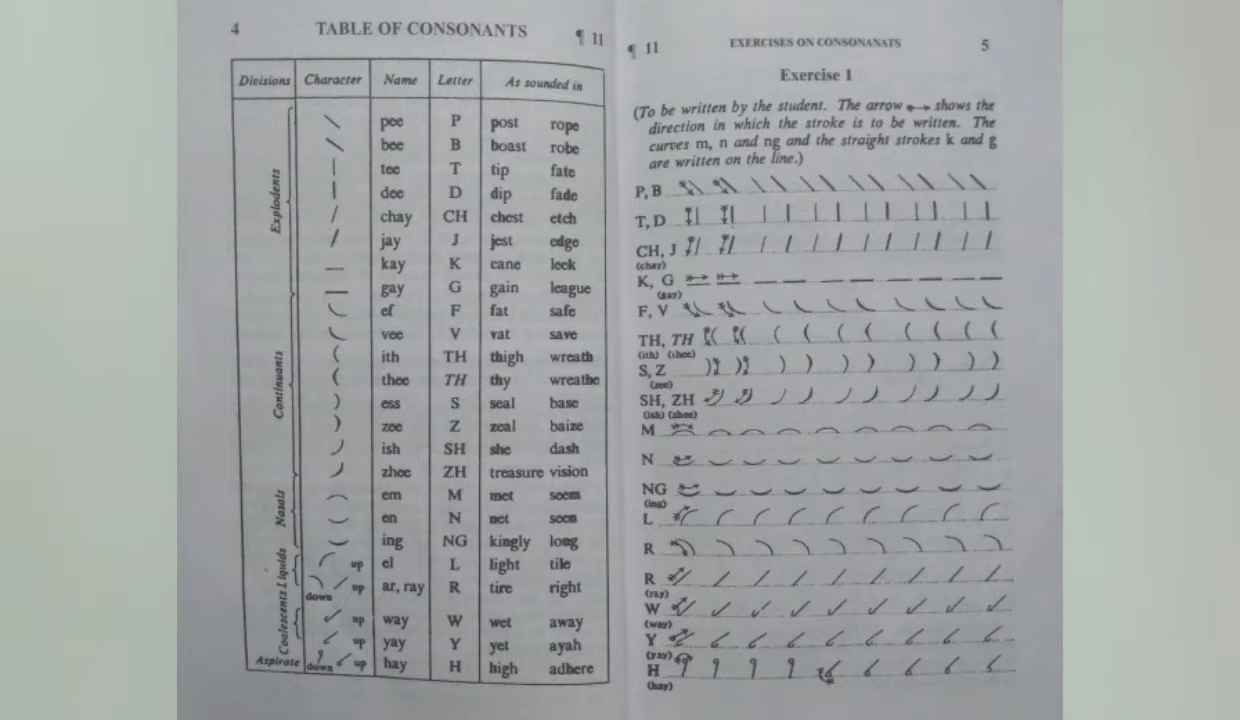 4 TABLE OF CONSONANTS ¶ 11
Divisions Character Name Letter As sounded in
Explodents
pee P post rope
bee B boast robe
tee T tip fate
dee D dip fade
chay CH chest etch
jay J jest edge
kay K cane leek
gay G gain league
Continuants
ef F fat safe
vee V vat save
ith TH thigh wreath
thee TH thy wreathe
ess S seal base
zee Z zeal baize
ish SH she dash
zhee ZH treasure vision
Nasals
em M met seem
en N net seen
ing NG kingly long
Liquids
up el L light tile
down up ar, ray R tire right
Coalescents
up way W wet away
up yay Y yet ayah
Aspirate down up hay H high adhere
¶ 11 EXERCISES ON CONSONANATS 5
Exercise 1
(To be written by the student. The arrow shows the
direction in which the stroke is to be written. The
curves m, n and ng and the straight strokes k and g
are written on the line.)
P, B
T, D
CH, J
(chay)
K, G
(gay)
F, V
TH, TH
(ith) (thee)
S, Z
(zee)
SH, ZH
(ish) (zhee)
M
N
NG
(ing)
L
R
R
(ray)
W
(way)
Y
(yay)
H
(hay)